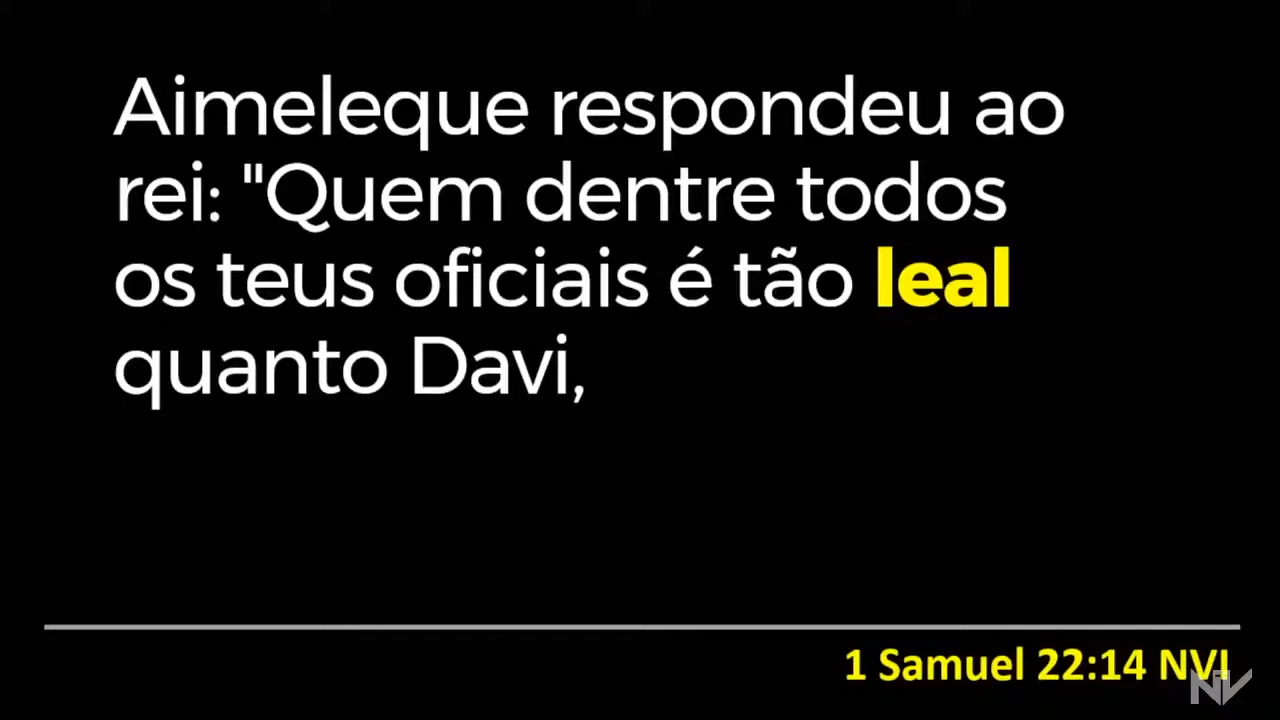 Aimeleque respondeu ao
rei: "Quem dentre todos
os teus oficiais é tão leal
quanto Davi,
1 Samuel 22:14 NVI
NV